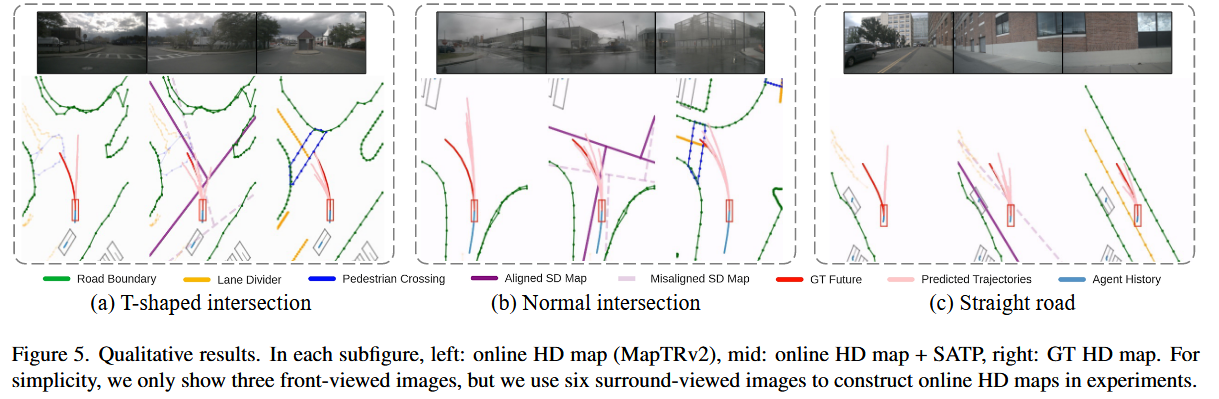 Road Boundary Lane Divider Pedestrian Crossing Aligned SD Map Misaligned SD Map GT Future Predicted Trajectories Agent History
(a) T-shaped intersection (b) Normal intersection (c) Straight road
Figure 5. Qualitative results. In each subfigure, left: online HD map (MapTRv2), mid: online HD map + SATP, right: GT HD map. For
simplicity, we only show three front-viewed images, but we use six surround-viewed images to construct online HD maps in experiments.